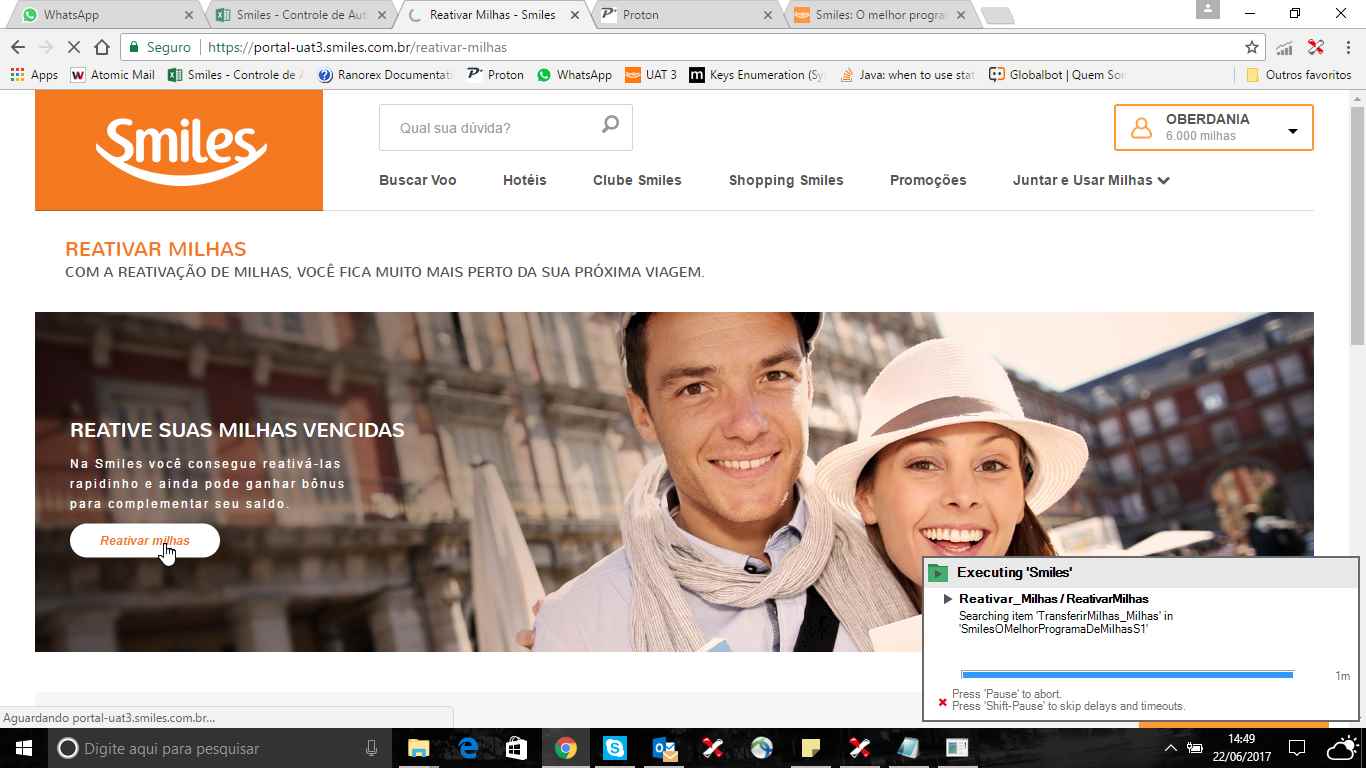 WhatsApp
Smiles - Controle de Aut
Reativar Milhas - Smiles
Proton
Smiles: O melhor progra
Seguro
https://portal-uat3.smiles.com.br/reativar-milhas
Apps
Atomic Mail
Smiles - Controle de A
Ranorex Documentati
Proton
WhatsApp
UAT 3
Keys Enumeration (Sy
Java: when to use stat
Globalbot | Quem Som
Outros favoritos
Smiles
Qual sua dúvida?
OBERDANIA
6.000 milhas
Buscar Voo
Hotéis
Clube Smiles
Shopping Smiles
Promoções
Juntar e Usar Milhas
REATIVAR MILHAS
COM A REATIVAÇÃO DE MILHAS, VOCÊ FICA MUITO MAIS PERTO DA SUA PRÓXIMA VIAGEM.
REATIVE SUAS MILHAS VENCIDAS
Na Smiles você consegue reativá-las
rapidinho e ainda pode ganhar bônus
para complementar seu saldo.
Reativar milhas
Executing 'Smiles'
Reativar_Milhas / ReativarMilhas
Searching item 'TransferirMilhas_Milhas' in
'SmilesOMelhorProgramaDeMilhasS1'
1m
Press 'Pause' to abort.
Press 'Shift-Pause' to skip delays and timeouts.
Aguardando portal-uat3.smiles.com.br...
Digite aqui para pesquisar
14:49
22/06/2017